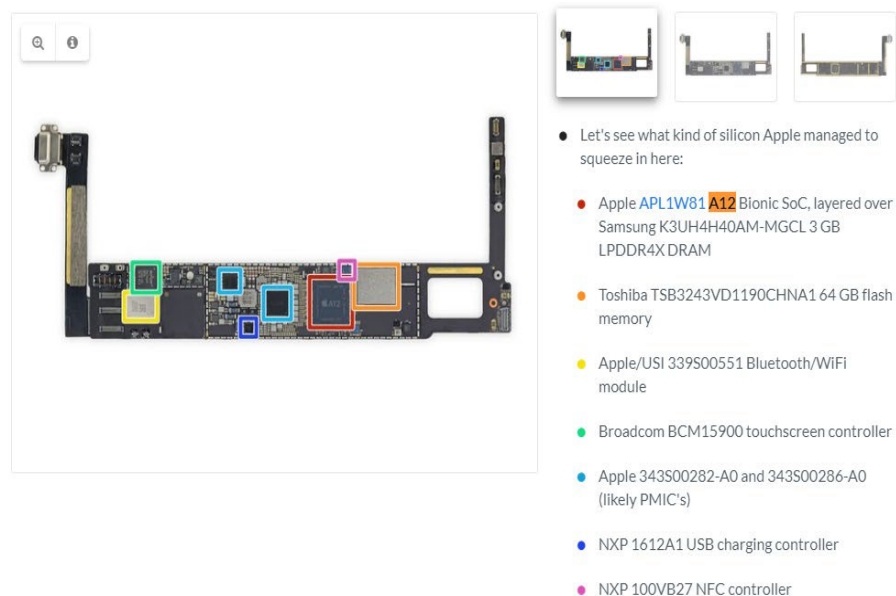 Let's see what kind of silicon Apple managed to
squeeze in here:
Apple APL1W81 A12 Bionic SoC, layered over
Samsung K3UH4H40AM-MGCL 3 GB
LPDDR4X DRAM
Toshiba TSB3243VD1190CHNA1 64 GB flash
memory
Apple/USI 339S00551 Bluetooth/WiFi
module
Broadcom BCM15900 touchscreen controller
Apple 343S00282-A0 and 343S00286-A0
(likely PMIC's)
NXP 1612A1 USB charging controller
NXP 100VB27 NFC controller
A12